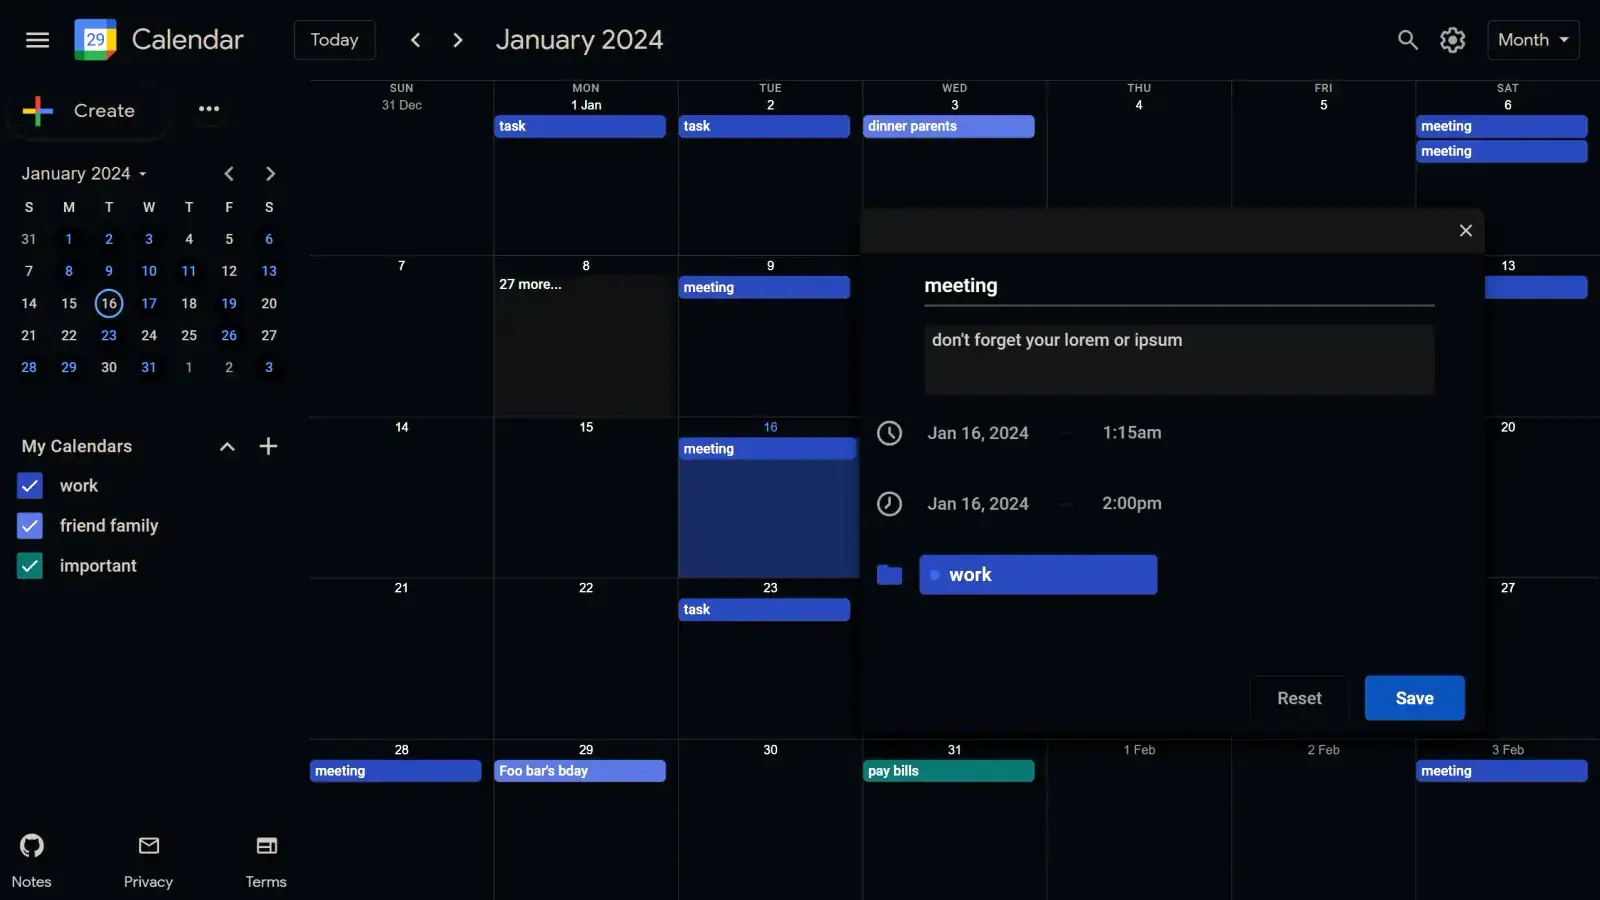 29 Calendar Today January 2024 Month
Create
January 2024
S M T W T F S
31 1 2 3 4 5 6
7 8 9 10 11 12 13
14 15 16 17 18 19 20
21 22 23 24 25 26 27
28 29 30 31 1 2 3
My Calendars
work
friend family
important
Notes Privacy Terms
SUN MON TUE WED THU FRI SAT
31 Dec 1 Jan 2 3 4 5 6
task task dinner parents meeting
meeting
7 8 9 13
27 more... meeting
14 15 16 20
meeting
21 22 23 27
task
28 29 30 31 1 Feb 2 Feb 3 Feb
meeting Foo bar's bday pay bills meeting
meeting
don't forget your lorem or ipsum
Jan 16, 2024 – 1:15am
Jan 16, 2024 – 2:00pm
work
Reset Save